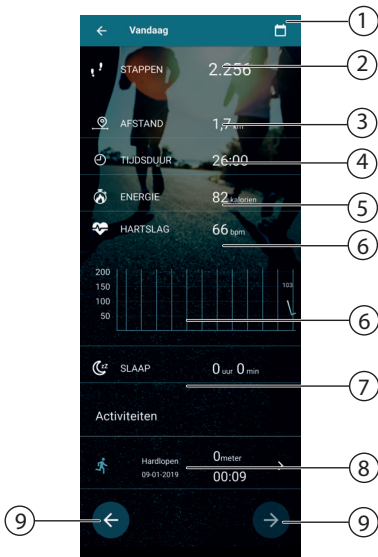 Vandaag
1
STAPPEN 2.256
2
AFSTAND 1,7 km
3
TIJDSDUUR 26:00
4
ENERGIE 82 kalorien
5
HARTSLAG 66 bpm
6
200
150
100
50
103
6
SLAAP 0 uur 0 min
7
Activiteiten
Hardlopen 0meter
09-01-2019 00:09
8
9
9